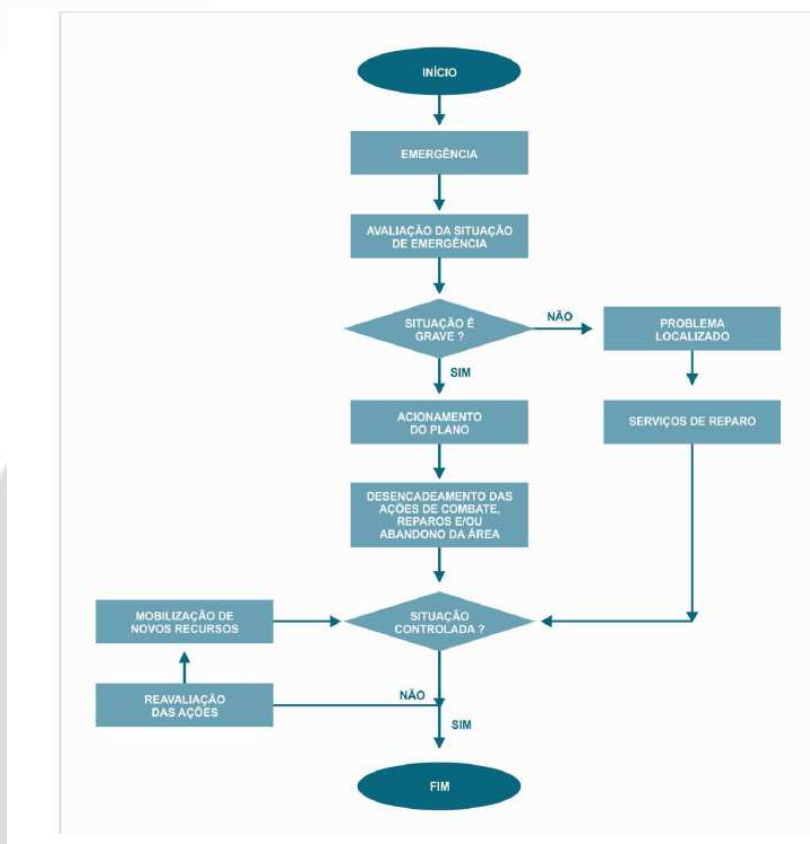 INÍCIO
EMERGÊNCIA
AVALIAÇÃO DA SITUAÇÃO
DE EMERGÊNCIA
SITUAÇÃO É
GRAVE ?
NÃO
PROBLEMA
LOCALIZADO
SIM
ACIONAMENTO
DO PLANO
SERVIÇOS DE REPARO
DESENCADEAMENTO DAS
AÇÕES DE COMBATE,
REPAROS E/OU
ABANDONO DA ÁREA
MOBILIZAÇÃO DE
NOVOS RECURSOS
SITUAÇÃO
CONTROLADA ?
REAVALIAÇÃO
DAS AÇÕES
NÃO
SIM
FIM